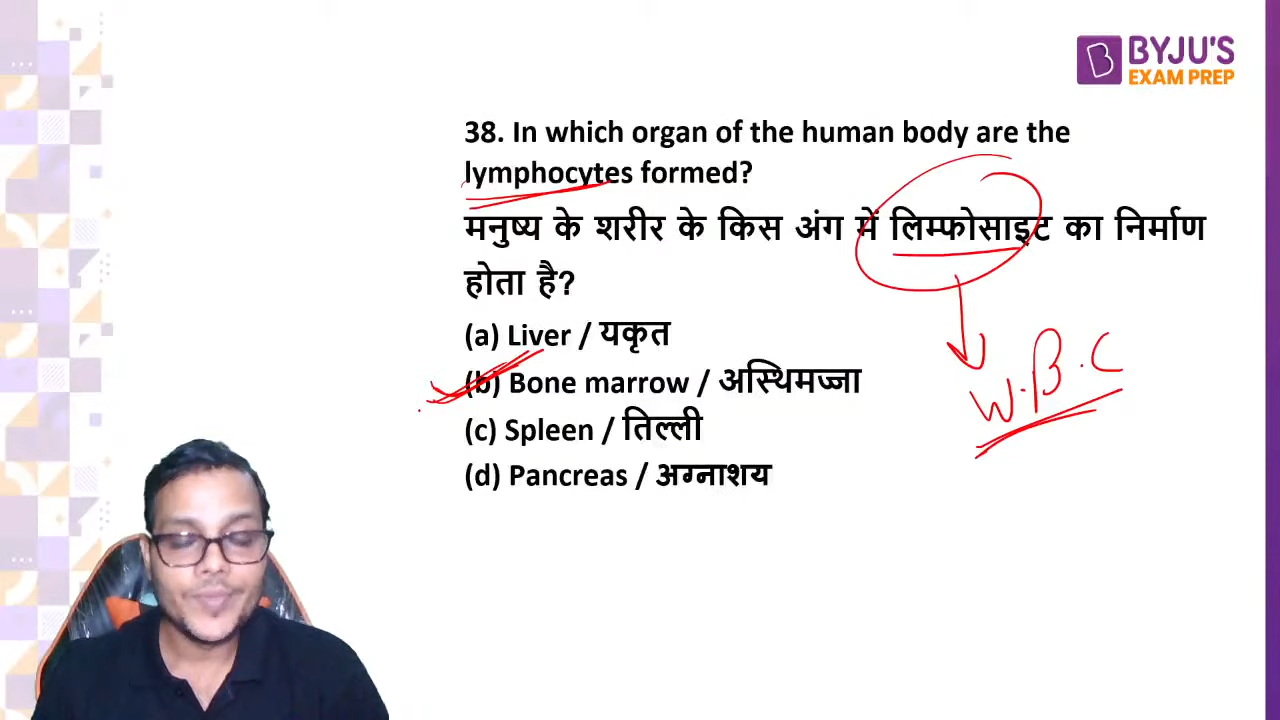 BYJU'S
EXAM PREP
38. In which organ of the human body are the
lymphocytes formed?
मनुष्य के शरीर के किस अंग में लिम्फोसाइट का निर्माण
होता है?
(a) Liver / यकृत
(b) Bone marrow / अस्थिमज्जा
(c) Spleen / तिल्ली
(d) Pancreas / अग्नाशय
W.B.C